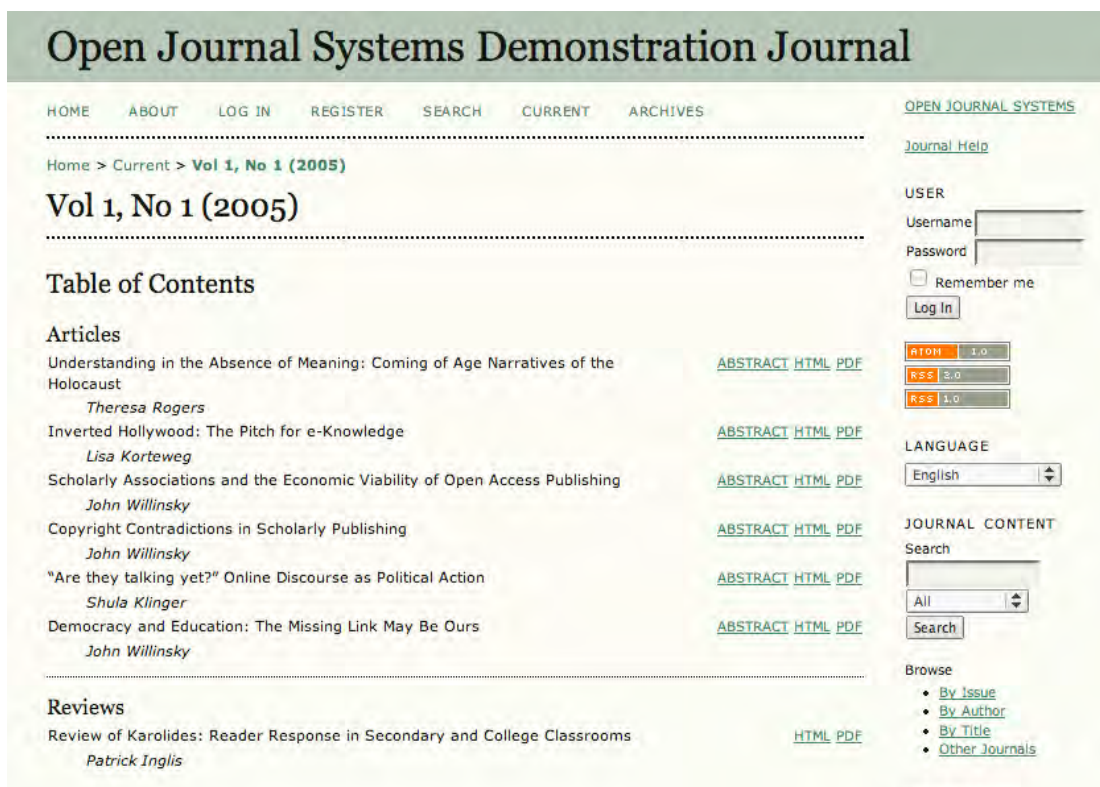 Open Journal Systems Demonstration Journal
HOME ABOUT LOG IN REGISTER SEARCH CURRENT ARCHIVES
Home > Current > Vol 1, No 1 (2005)
Vol 1, No 1 (2005)
Table of Contents
Articles
Understanding in the Absence of Meaning: Coming of Age Narratives of the ABSTRACT HTML PDF
Holocaust
Theresa Rogers
Inverted Hollywood: The Pitch for e-Knowledge ABSTRACT HTML PDF
Lisa Korteweg
Scholarly Associations and the Economic Viability of Open Access Publishing ABSTRACT HTML PDF
John Willinsky
Copyright Contradictions in Scholarly Publishing ABSTRACT HTML PDF
John Willinsky
“Are they talking yet?” Online Discourse as Political Action ABSTRACT HTML PDF
Shula Klinger
Democracy and Education: The Missing Link May Be Ours ABSTRACT HTML PDF
John Willinsky
Reviews
Review of Karolides: Reader Response in Secondary and College Classrooms HTML PDF
Patrick Inglis
OPEN JOURNAL SYSTEMS
Journal Help
USER
Username
Password
Remember me
Log In
ATOM 1.0
RSS 2.0
RSS 1.0
LANGUAGE
English
JOURNAL CONTENT
Search
All
Search
Browse
By Issue
By Author
By Title
Other Journals